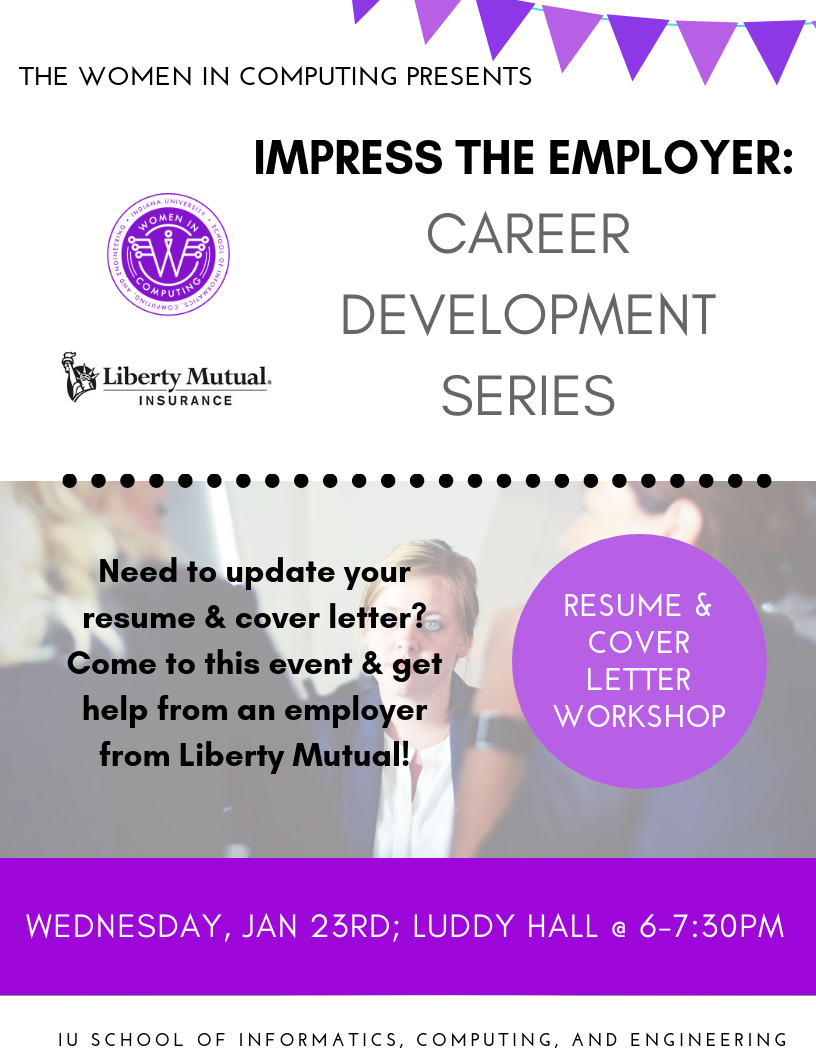 THE WOMEN IN COMPUTING PRESENTS
IMPRESS THE EMPLOYER:
CAREER
DEVELOPMENT
SERIES
• INDIANA UNIVERSITY • SCHOOL OF INFORMATICS, COMPUTING, AND ENGINEERING
WOMEN IN
W
COMPUTING
Liberty Mutual®
INSURANCE
Need to update your
resume & cover letter?
Come to this event & get
help from an employer
from Liberty Mutual!
RESUME &
COVER
LETTER
WORKSHOP
WEDNESDAY, JAN 23RD; LUDDY HALL @ 6-7:30PM
IU SCHOOL OF INFORMATICS, COMPUTING, AND ENGINEERING